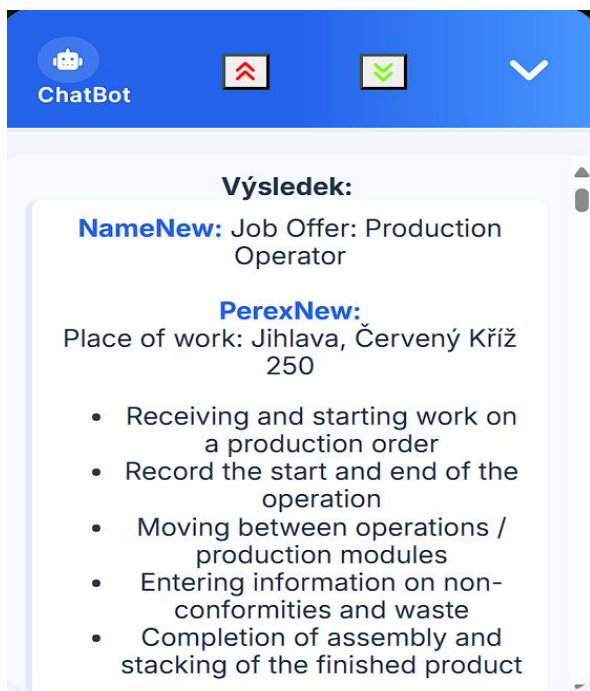 ChatBot
Výsledek:
NameNew: Job Offer: Production
Operator
PerexNew:
Place of work: Jihlava, Červený Kříž
250
• Receiving and starting work on
a production order
• Record the start and end of the
operation
• Moving between operations /
production modules
• Entering information on non-
conformities and waste
• Completion of assembly and
stacking of the finished product